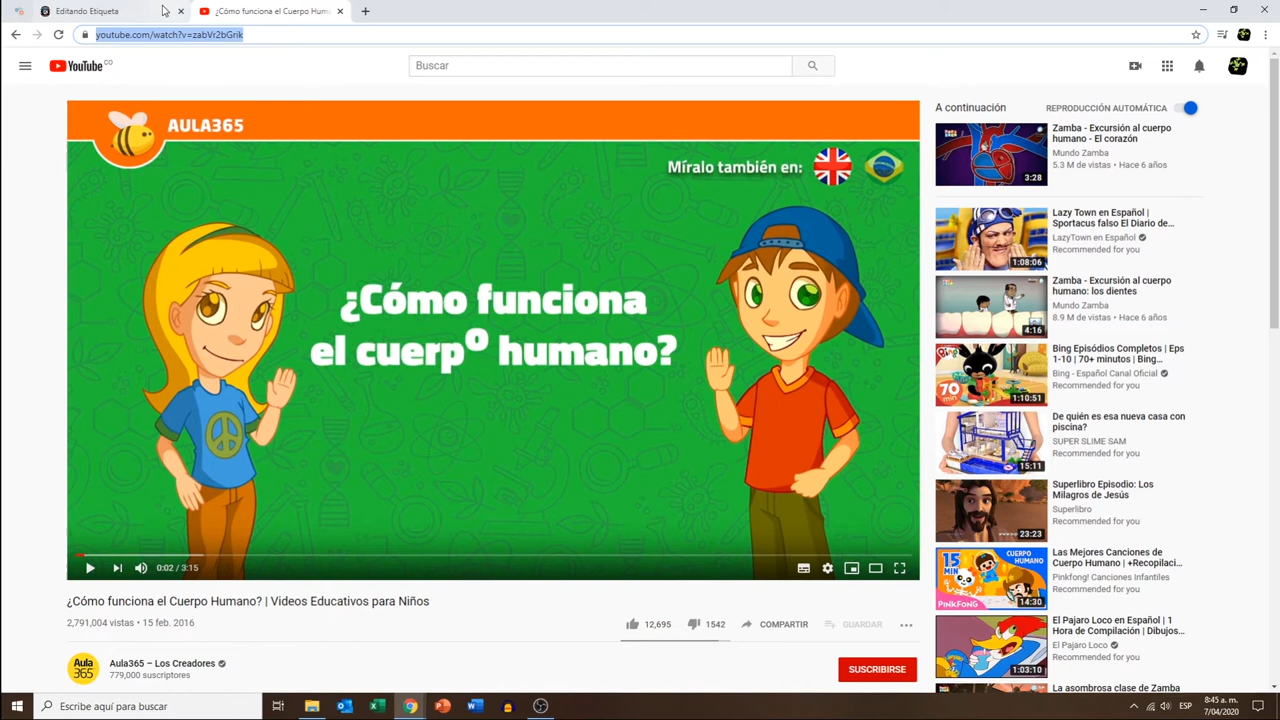 Editando Etiqueta
¿Cómo funciona el Cuerpo Hum
youtube.com/watch?v=zabVr2bGrik
YouTube CO
Buscar
AULA365
Míralo también en:
¿Cómo funciona
el cuerpo humano?
0:02 / 3:15
¿Cómo funciona el Cuerpo Humano? | Videos Educativos para Niños
2,791,004 vistas • 15 feb. 2016
12,695
1542
COMPARTIR
GUARDAR
Aula
365
Aula365 – Los Creadores
779,000 suscriptores
SUSCRIBIRSE
A continuación
REPRODUCCIÓN AUTOMÁTICA
3:28
Zamba - Excursión al cuerpo
humano - El corazón
Mundo Zamba
5.3 M de vistas • Hace 6 años
1:08:06
Lazy Town en Español |
Sportacus falso El Diario de...
LazyTown en Español
Recommended for you
4:16
Zamba - Excursión al cuerpo
humano: los dientes
Mundo Zamba
8.9 M de vistas • Hace 6 años
70
min
1:10:51
Bing Episódios Completos | Eps
1-10 | 70+ minutos | Bing...
Bing - Español Canal Oficial
Recommended for you
15:11
De quién es esa nueva casa con
piscina?
SUPER SLIME SAM
Recommended for you
23:23
Superlibro Episodio: Los
Milagros de Jesús
Superlibro
Recommended for you
15
MIN
CUERPO
HUMANO
PINKFONG!
14:30
Las Mejores Canciones de
Cuerpo Humano | +Recopilaci...
Pinkfong! Canciones Infantiles
Recommended for you
1:03:10
El Pajaro Loco en Español | 1
Hora de Compilación | Dibujos...
El Pajaro Loco
Recommended for you
La asombrosa clase de Zamba
Escribe aquí para buscar
ESP
8:45 a. m.
7/04/2020